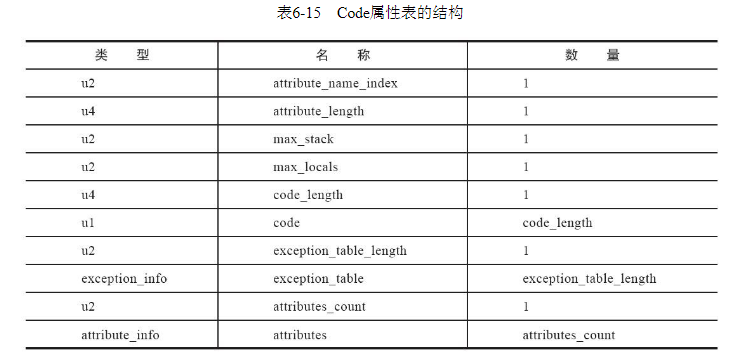 表6-15 Code属性表的结构
类 型 名 称 数 量
u2 attribute_name_index 1
u4 attribute_length 1
u2 max_stack 1
u2 max_locals 1
u4 code_length 1
u1 code code_length
u2 exception_table_length 1
exception_info exception_table exception_table_length
u2 attributes_count 1
attribute_info attributes attributes_count